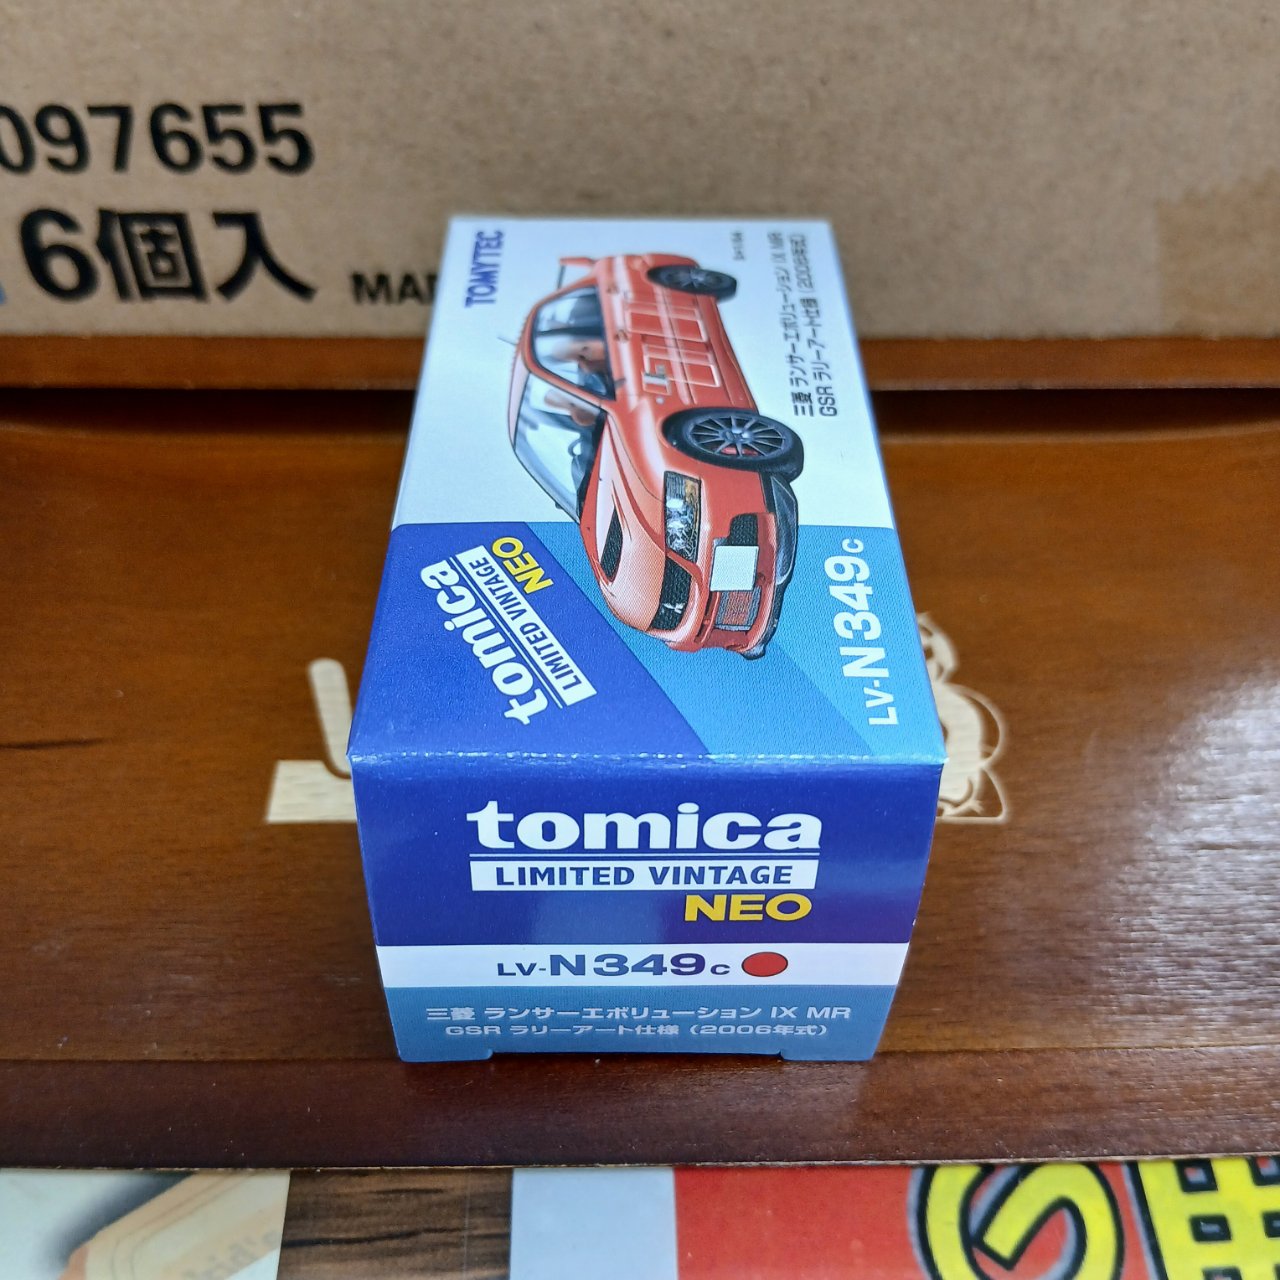 097655
6個入
MAD
TOMYTEC
三菱 ランサーエボリューション IX MR
GSR ラリーアート仕様 (2006年式)
tomica
LIMITED VINTAGE
NEO
LV-N349c
tomica
LIMITED VINTAGE
NEO
LV-N349c
三菱 ランサーエボリューション IX MR
GSR ラリーアート仕様 (2006年式)